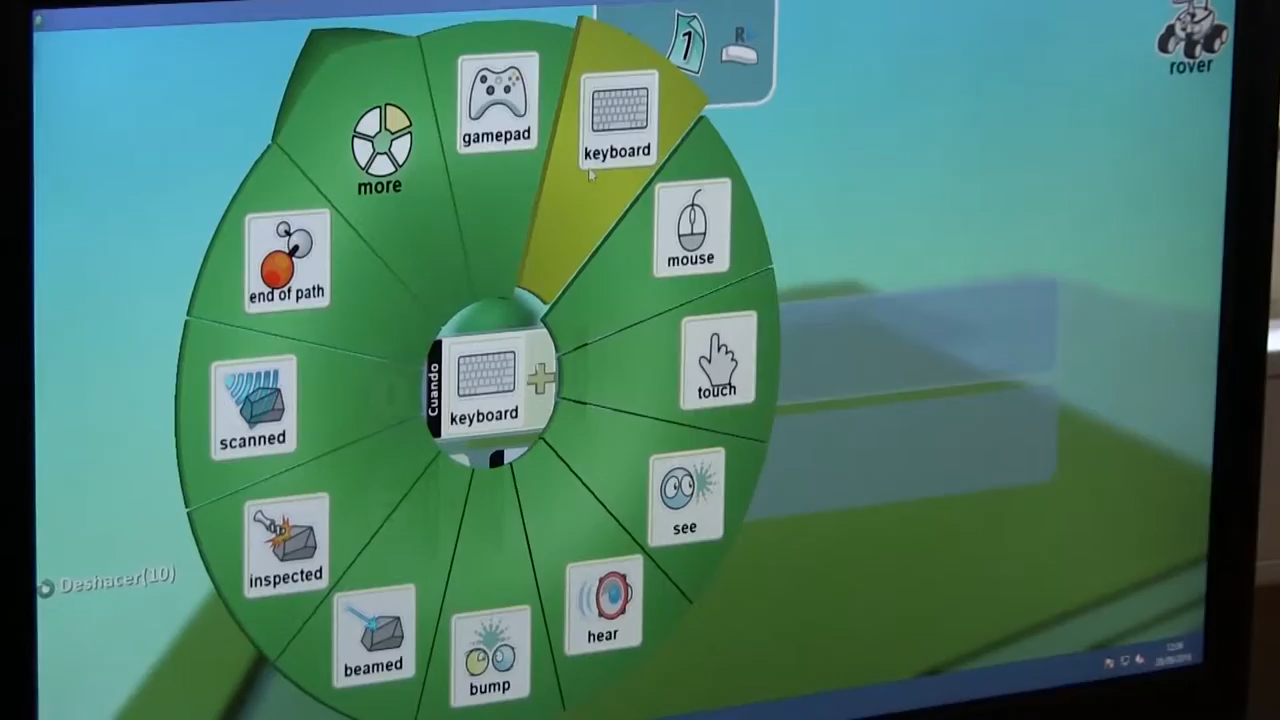 1
R
rover
gamepad
keyboard
more
mouse
end of path
touch
Cuando
keyboard
scanned
see
inspected
Deshacer(10)
hear
beamed
bump